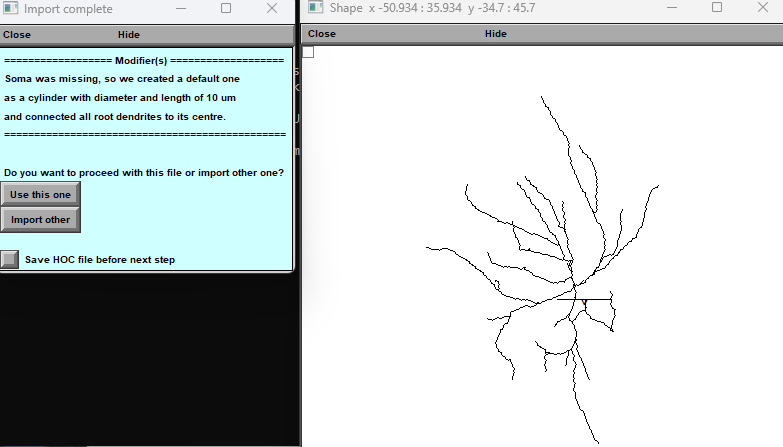 Import complete
Close Hide
================== Modifier(s) ===================
Soma was missing, so we created a default one
as a cylinder with diameter and length of 10 um
and connected all root dendrites to its centre.
===============================================
Do you want to proceed with this file or import other one?
Use this one
Import other
Save HOC file before next step
Shape x -50.934 : 35.934 y -34.7 : 45.7
Close Hide